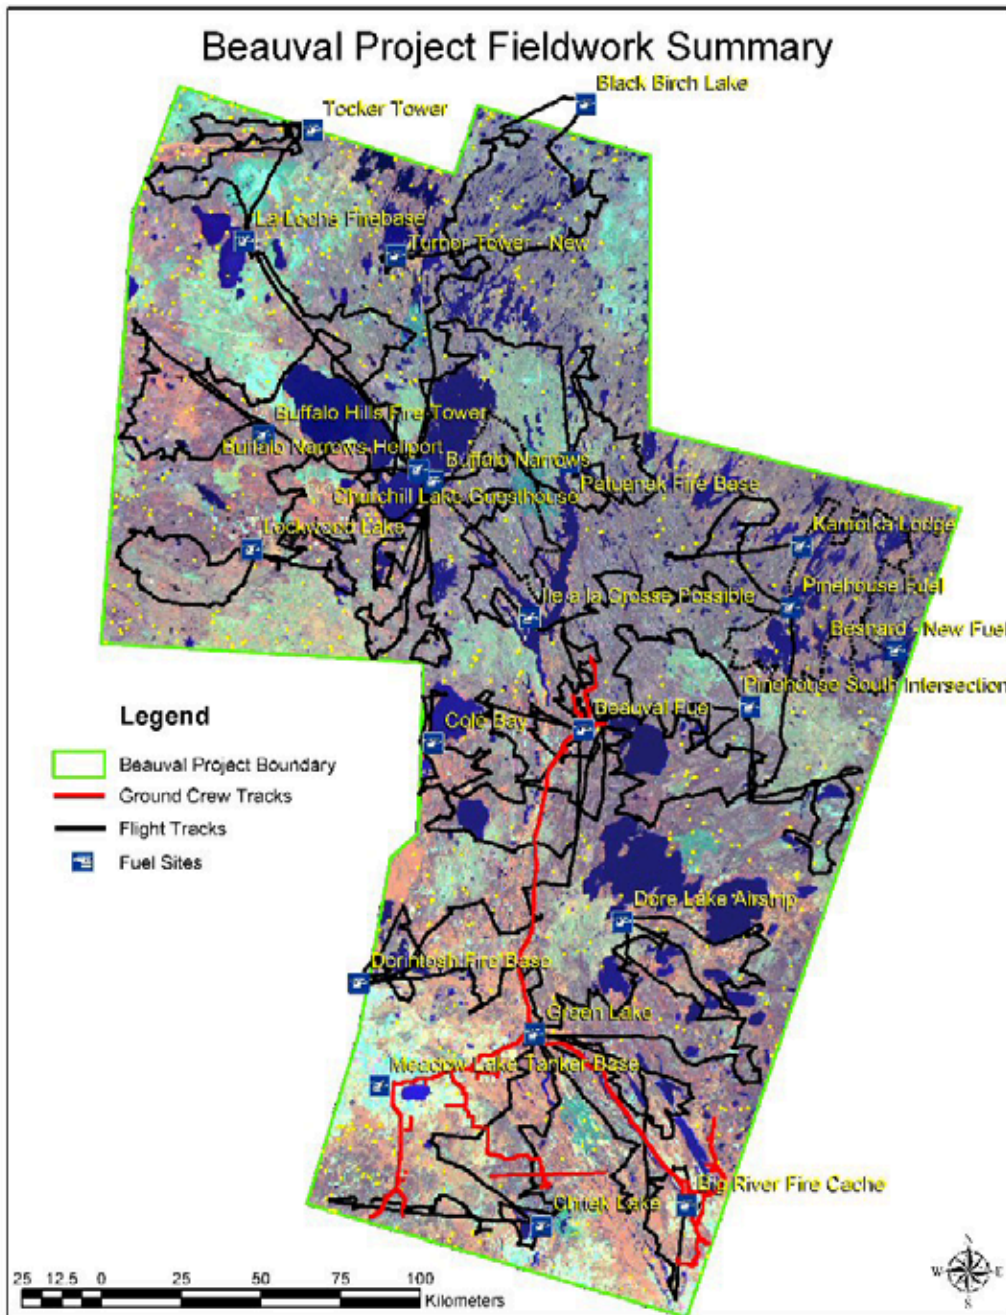 Beauval Project Fieldwork Summary
Black Birch Lake
Tocker Tower
La Loche Firebase
Turnor Tower - New
Buffalo Hills Fire Tower
Buffalo Narrows Heliport
Buffalo Narrows
Patuanak Fire Base
Churchill Lake Guesthouse
Lockwood Lake
Kamotka Lodge
Ile a la Crosse Possible
Pinehouse Fuel
Besnard - New Fuel
Pinehouse South Intersection
Beauval Fuel
Cole Bay
Legend
Beauval Project Boundary
Ground Crew Tracks
Flight Tracks
Fuel Sites
Dore Lake Airstrip
Dorintosh Fire Base
Green Lake
Meadow Lake Tanker Base
Big River Fire Cache
Lake
N
W E
S
25 12.5 0 25 50 75 100
Kilometers